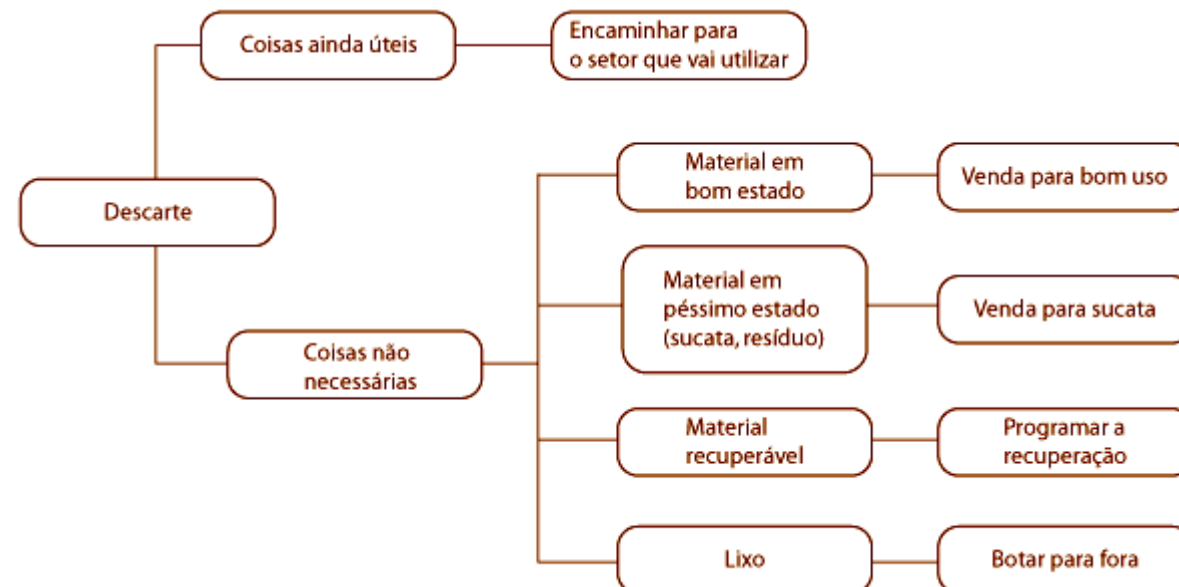 Coisas ainda úteis
Encaminhar para
o setor que vai utilizar
Descarte
Coisas não
necessárias
Material em
bom estado
Venda para bom uso
Material em
péssimo estado
(sucata, resíduo)
Venda para sucata
Material
recuperável
Programar a
recuperação
Lixo
Botar para fora